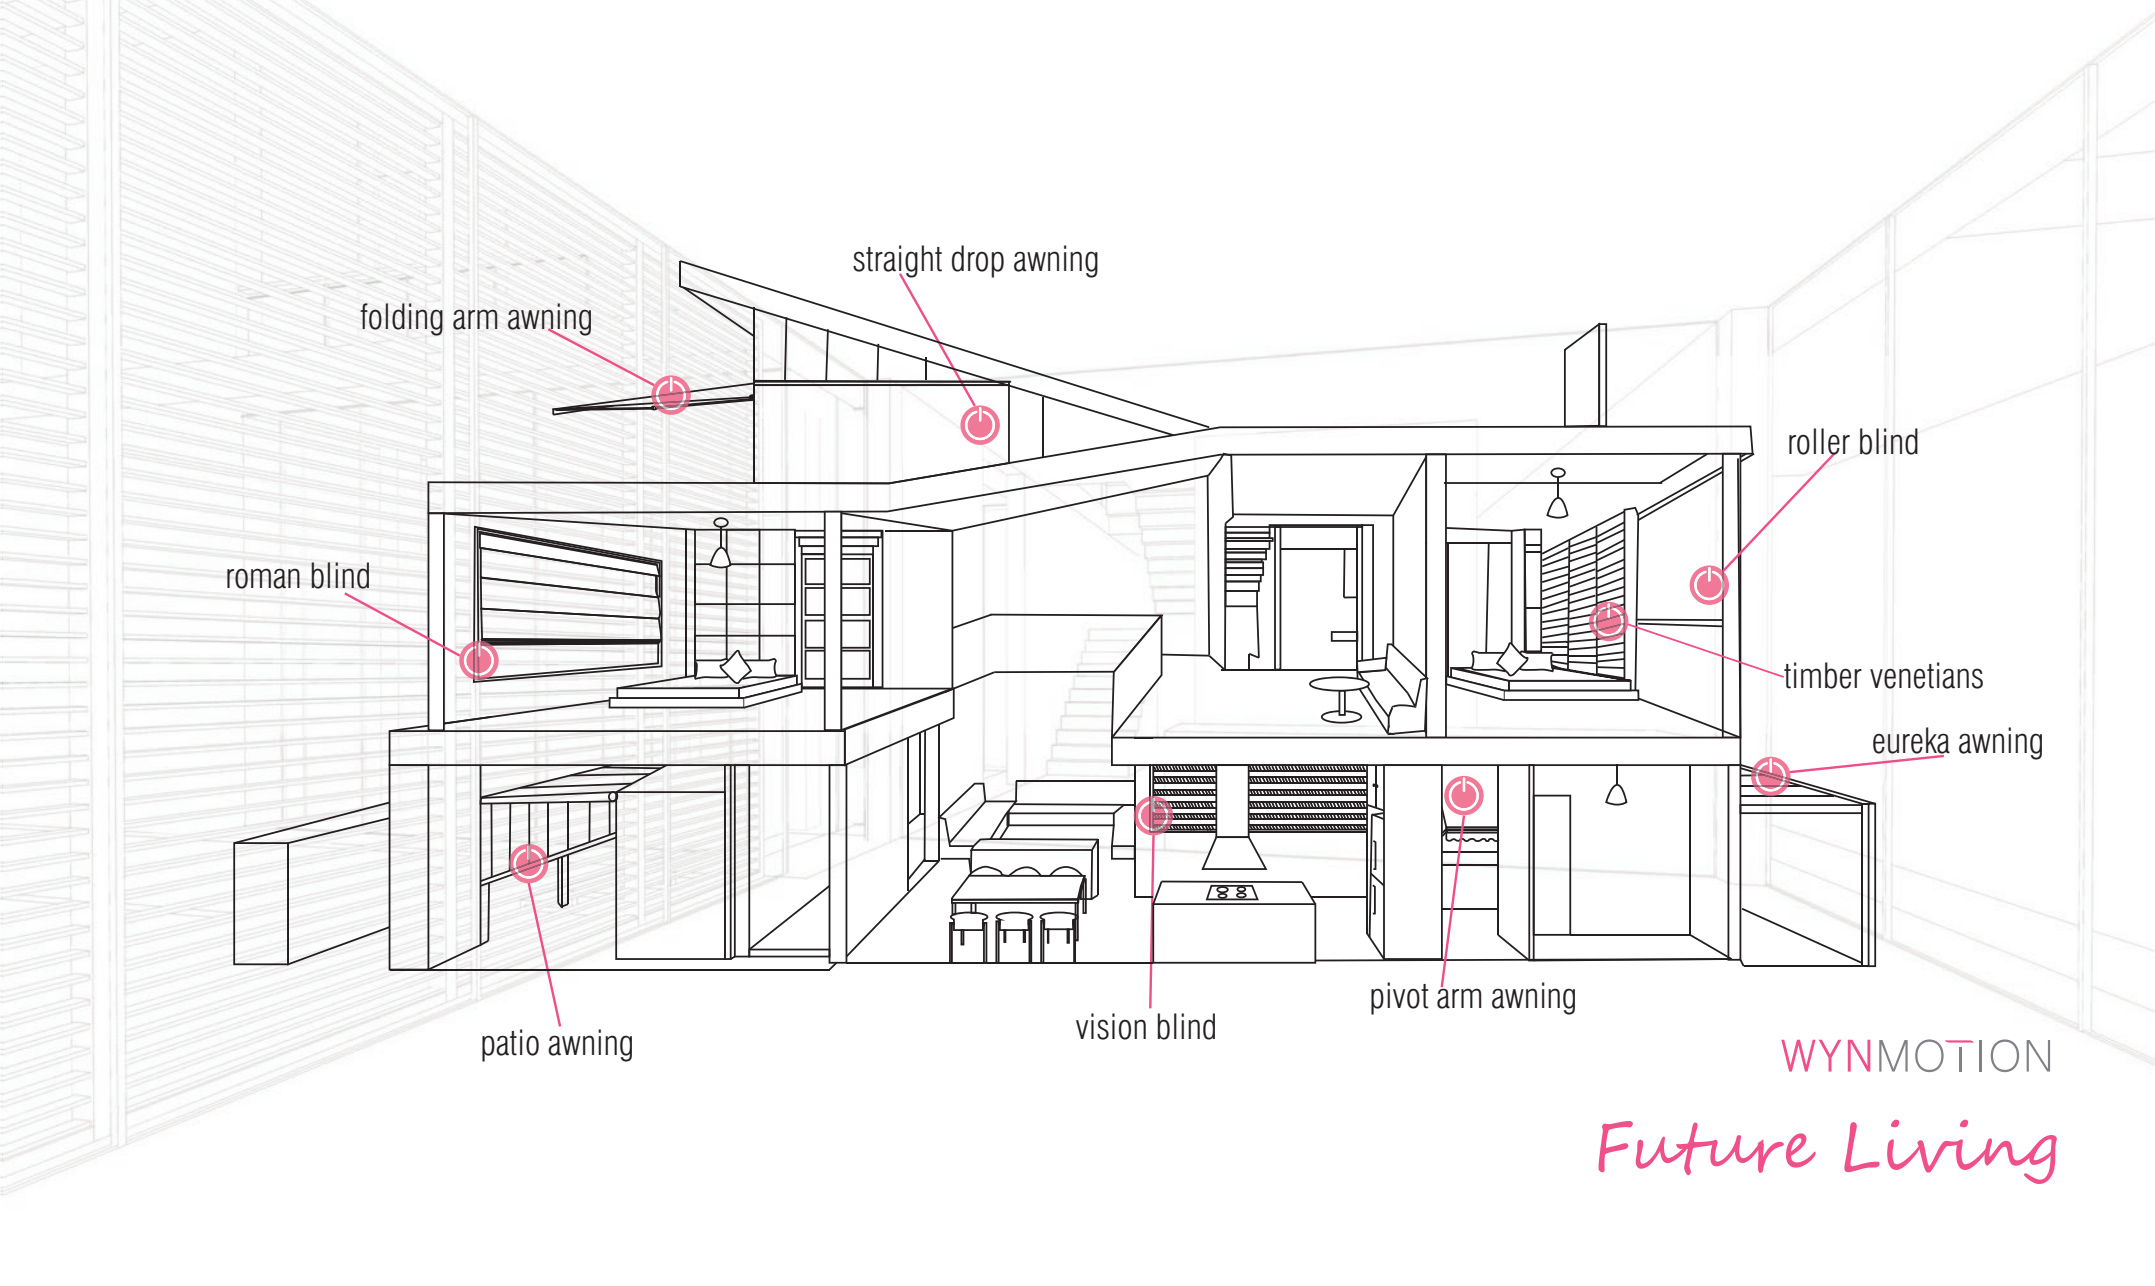 straight drop awning
folding arm awning
roller blind
roman blind
timber venetians
eureka awning
pivot arm awning
vision blind
patio awning
WYNMOTION
Future Living